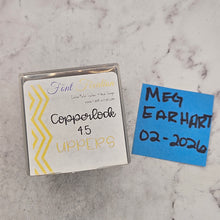 Font
Copperlock
45
UPPERS
MEG
EARHART
02-2026